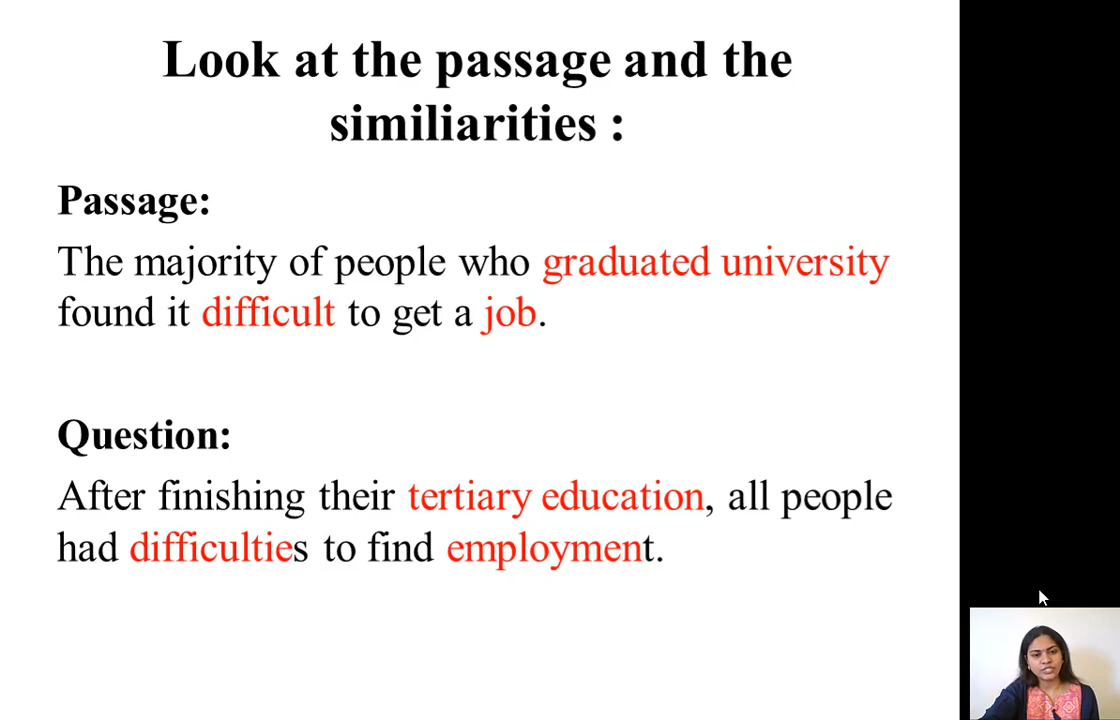 Look at the passage and the
similiarities :
Passage:
The majority of people who graduated university
found it difficult to get a job.
Question:
After finishing their tertiary education, all people
had difficulties to find employment.